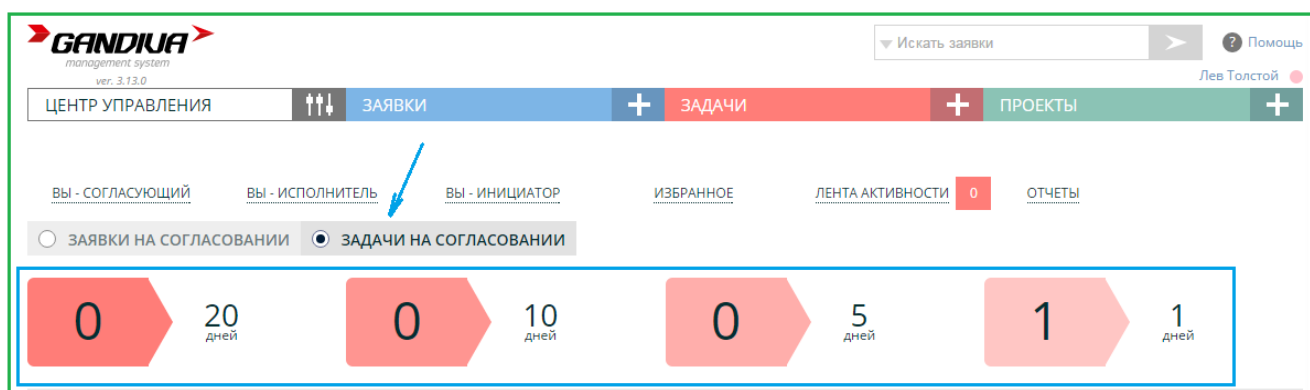 GANDIVA
management system
ver. 3.13.0
Искать заявки
? Помощь
Лев Толстой
ЦЕНТР УПРАВЛЕНИЯ
ЗАЯВКИ +
ЗАДАЧИ +
ПРОЕКТЫ +
ВЫ - СОГЛАСУЮЩИЙ
ВЫ - ИСПОЛНИТЕЛЬ
ВЫ - ИНИЦИАТОР
ИЗБРАННОЕ
ЛЕНТА АКТИВНОСТИ 0
ОТЧЕТЫ
ЗАЯВКИ НА СОГЛАСОВАНИИ
ЗАДАЧИ НА СОГЛАСОВАНИИ
0
20
дней
0
10
дней
0
5
дней
1
1
дней